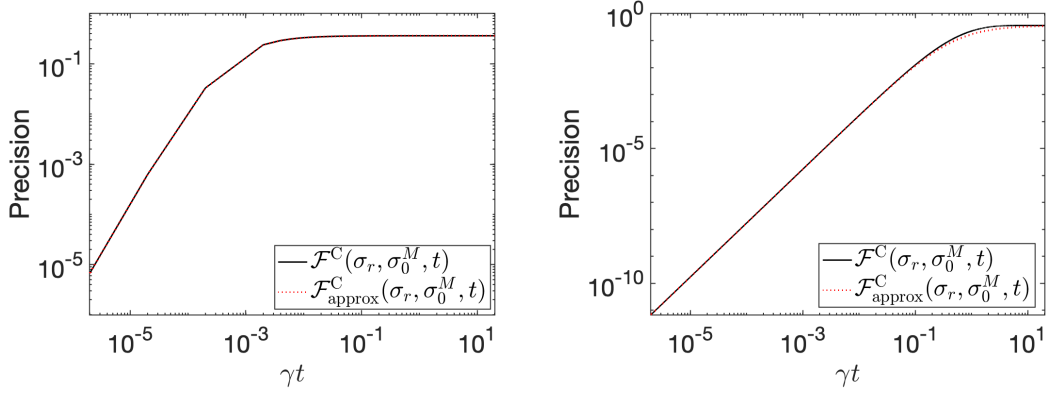 Precision
10^{-1}
10^{-3}
10^{-5}
\mathcal{F}^{\mathrm{C}}(\sigma_r, \sigma_0^M, t)
\mathcal{F}^{\mathrm{C}}_{\mathrm{approx}}(\sigma_r, \sigma_0^M, t)
10^{-5} 10^{-3} 10^{-1} 10^{1}
γt
Precision
10^{0}
10^{-5}
10^{-10}
\mathcal{F}^{\mathrm{C}}(\sigma_r, \sigma_0^M, t)
\mathcal{F}^{\mathrm{C}}_{\mathrm{approx}}(\sigma_r, \sigma_0^M, t)
10^{-5} 10^{-3} 10^{-1} 10^{1}
γt